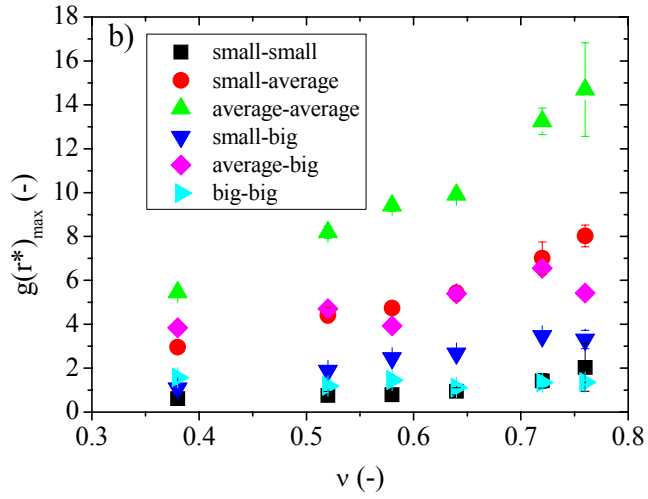 b)
small-small
small-average
average-average
small-big
average-big
big-big
g(r*)max (-)
18
16
14
12
10
8
6
4
2
0
0.3 0.4 0.5 0.6 0.7 0.8
ν (-)